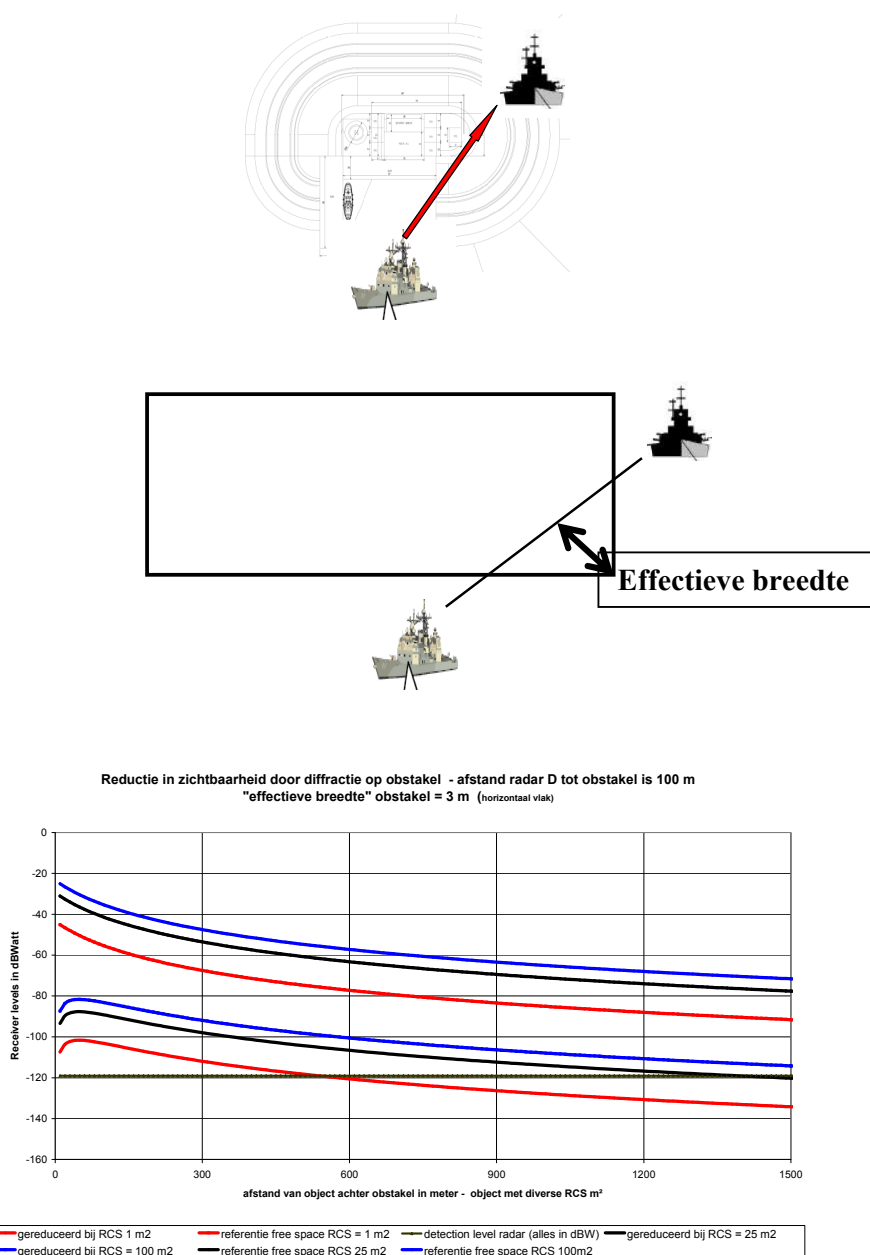 Effectieve breedte
Reductie in zichtbaarheid door diffractie op obstakel - afstand radar D tot obstakel is 100 m
"effectieve breedte" obstakel = 3 m (horizontaal vlak)
0
-20
-40
-60
-80
-100
-120
-140
-160
Receiver levels in dBWatt
0 300 600 900 1200 1500
afstand van object achter obstakel in meter - object met diverse RCS m²
gereduceerd bij RCS 1 m2 referentie free space RCS = 1 m2 detection level radar (alles in dBW) gereduceerd bij RCS = 25 m2
gereduceerd bij RCS = 100 m2 referentie free space RCS 25 m2 referentie free space RCS 100m2